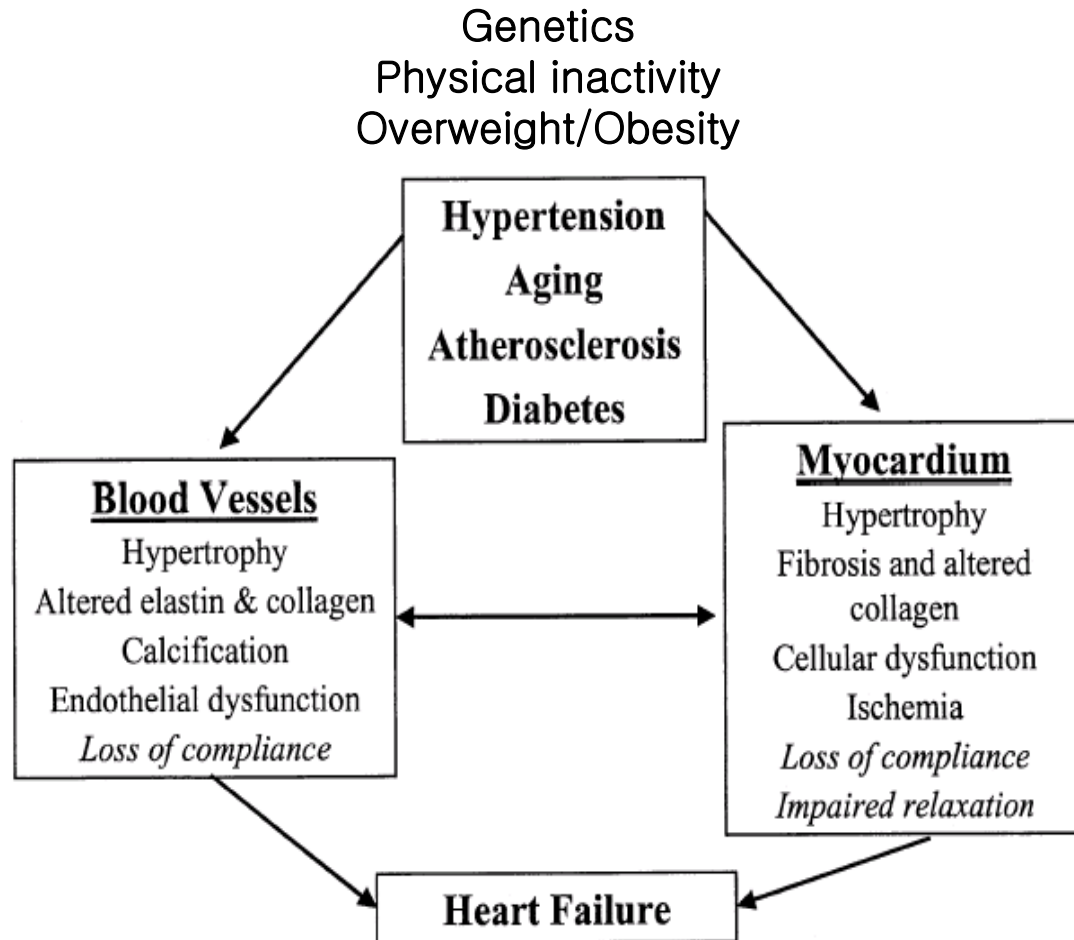 Genetics
Physical inactivity
Overweight/Obesity
Hypertension
Aging
Atherosclerosis
Diabetes
Blood Vessels
Hypertrophy
Altered elastin & collagen
Calcification
Endothelial dysfunction
Loss of compliance
Myocardium
Hypertrophy
Fibrosis and altered
collagen
Cellular dysfunction
Ischemia
Loss of compliance
Impaired relaxation
Heart Failure